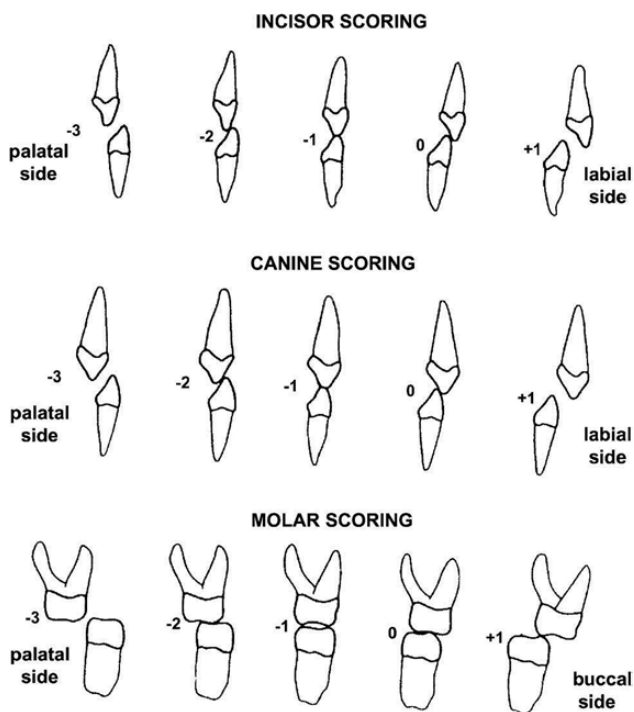 INCISOR SCORING
-3 -2 -1 0 +1
palatal side
labial side
CANINE SCORING
-3 -2 -1 0 +1
palatal side
labial side
MOLAR SCORING
-3 -2 -1 0 +1
palatal side
buccal side